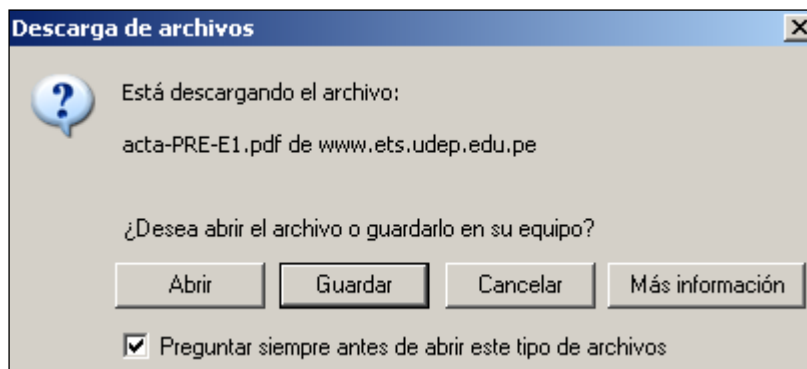 Descarga de archivos
Está descargando el archivo:
acta-PRE-E1.pdf de www.ets.udep.edu.pe
¿Desea abrir el archivo o guardarlo en su equipo?
Abrir Guardar Cancelar Más información
Preguntar siempre antes de abrir este tipo de archivos